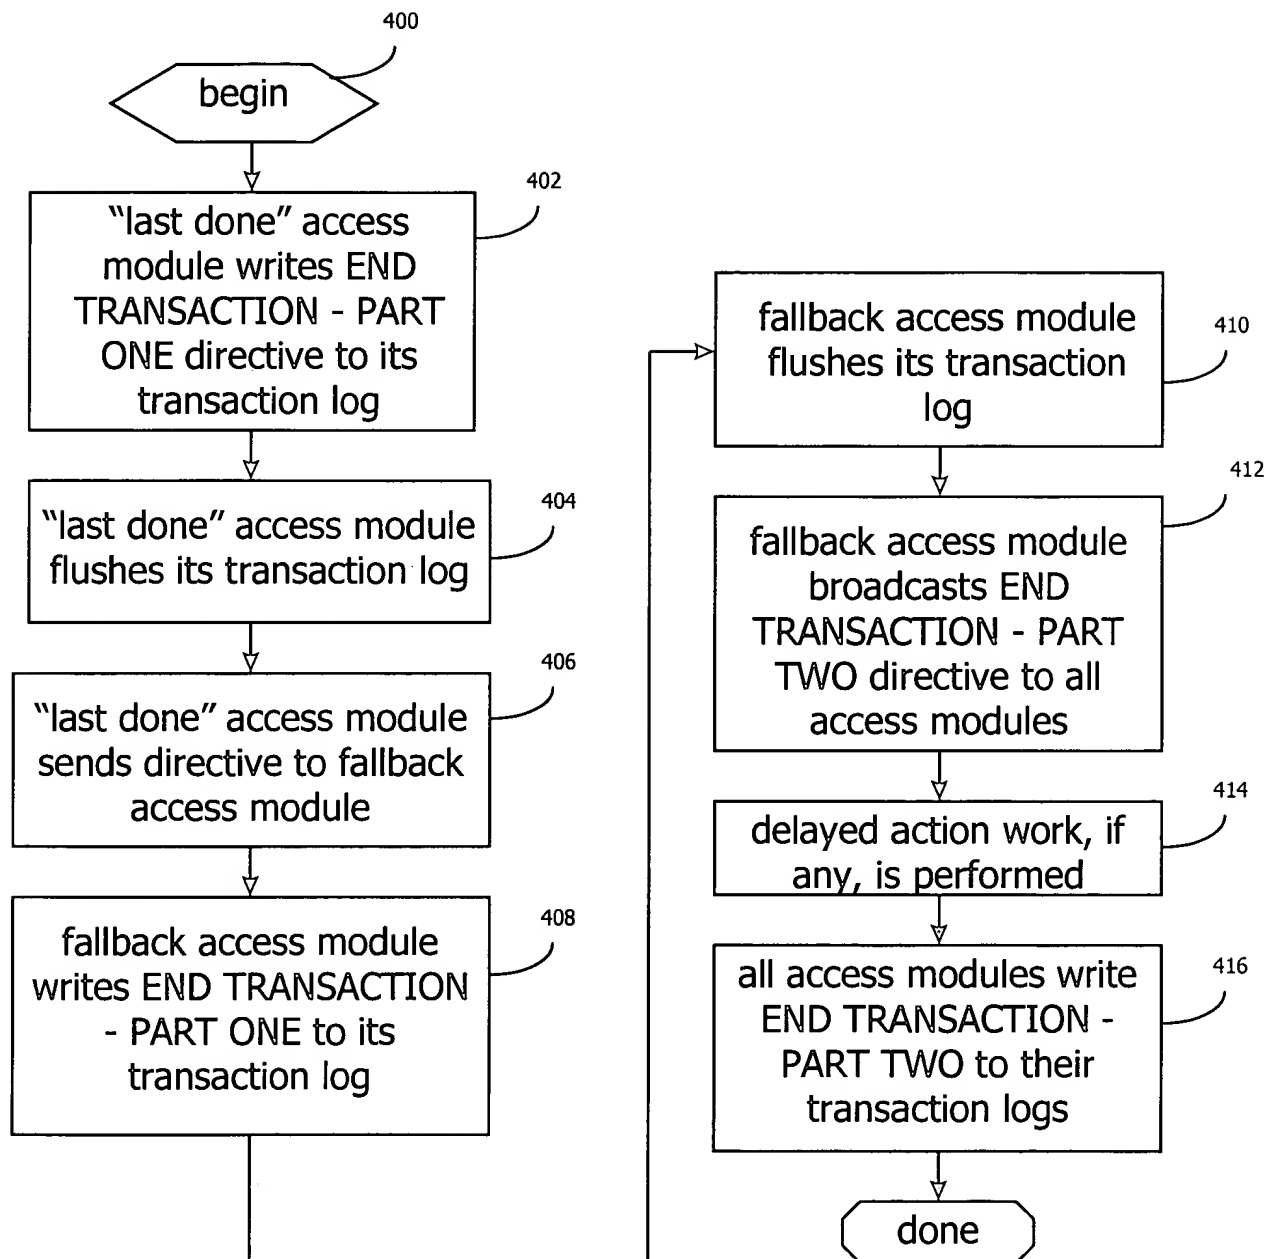 400
begin
402
“last done” access
module writes END
TRANSACTION - PART
ONE directive to its
transaction log
404
“last done” access module
flushes its transaction log
406
“last done” access module
sends directive to fallback
access module
408
fallback access module
writes END TRANSACTION
- PART ONE to its
transaction log
410
fallback access module
flushes its transaction
log
412
fallback access module
broadcasts END
TRANSACTION - PART
TWO directive to all
access modules
414
delayed action work, if
any, is performed
416
all access modules write
END TRANSACTION -
PART TWO to their
transaction logs
done